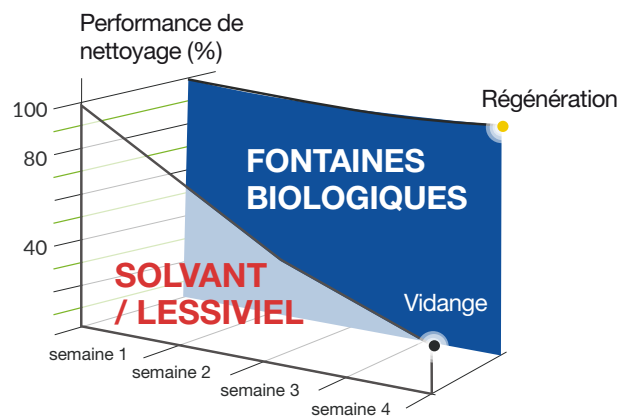 Performance de
nettoyage (%)
100
80
40
Régénération
FONTAINES
BIOLOGIQUES
SOLVANT
/ LESSIVIEL
Vidange
semaine 1
semaine 2
semaine 3
semaine 4